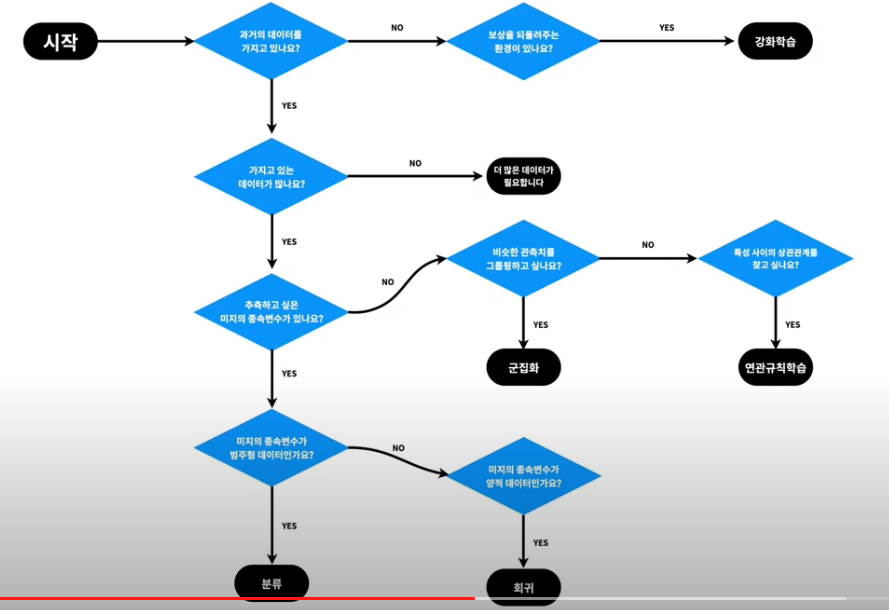 시작
과거의 데이터를
가지고 있나요?
NO
보상을 되돌려주는
환경이 있나요?
YES
강화학습
YES
가지고 있는
데이터가 많나요?
NO
더 많은 데이터가
필요합니다
YES
추측하고 싶은
미지의 종속변수가 있나요?
NO
비슷한 관측치를
그룹핑하고 싶나요?
NO
특성 사이의 상관관계를
찾고 싶나요?
YES
군집화
YES
연관규칙학습
YES
미지의 종속변수가
범주형 데이터인가요?
NO
미지의 종속변수가
양적 데이터인가요?
YES
분류
YES
회귀